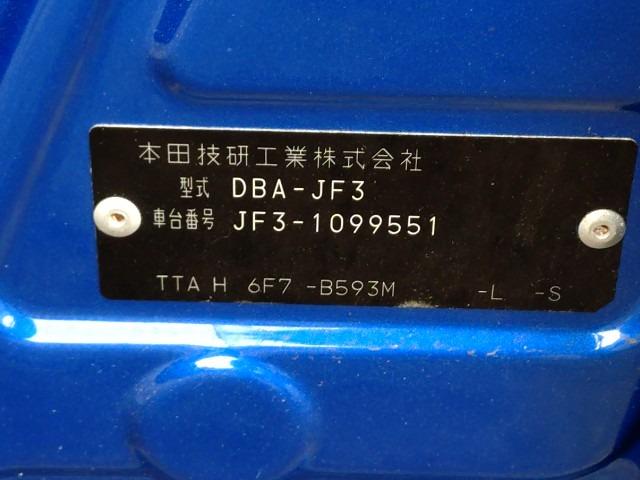 本田技研工業株式会社
型式 DBA-JF3
車台番号 JF3-1099551
TTA H 6F7 -B593M -L -S